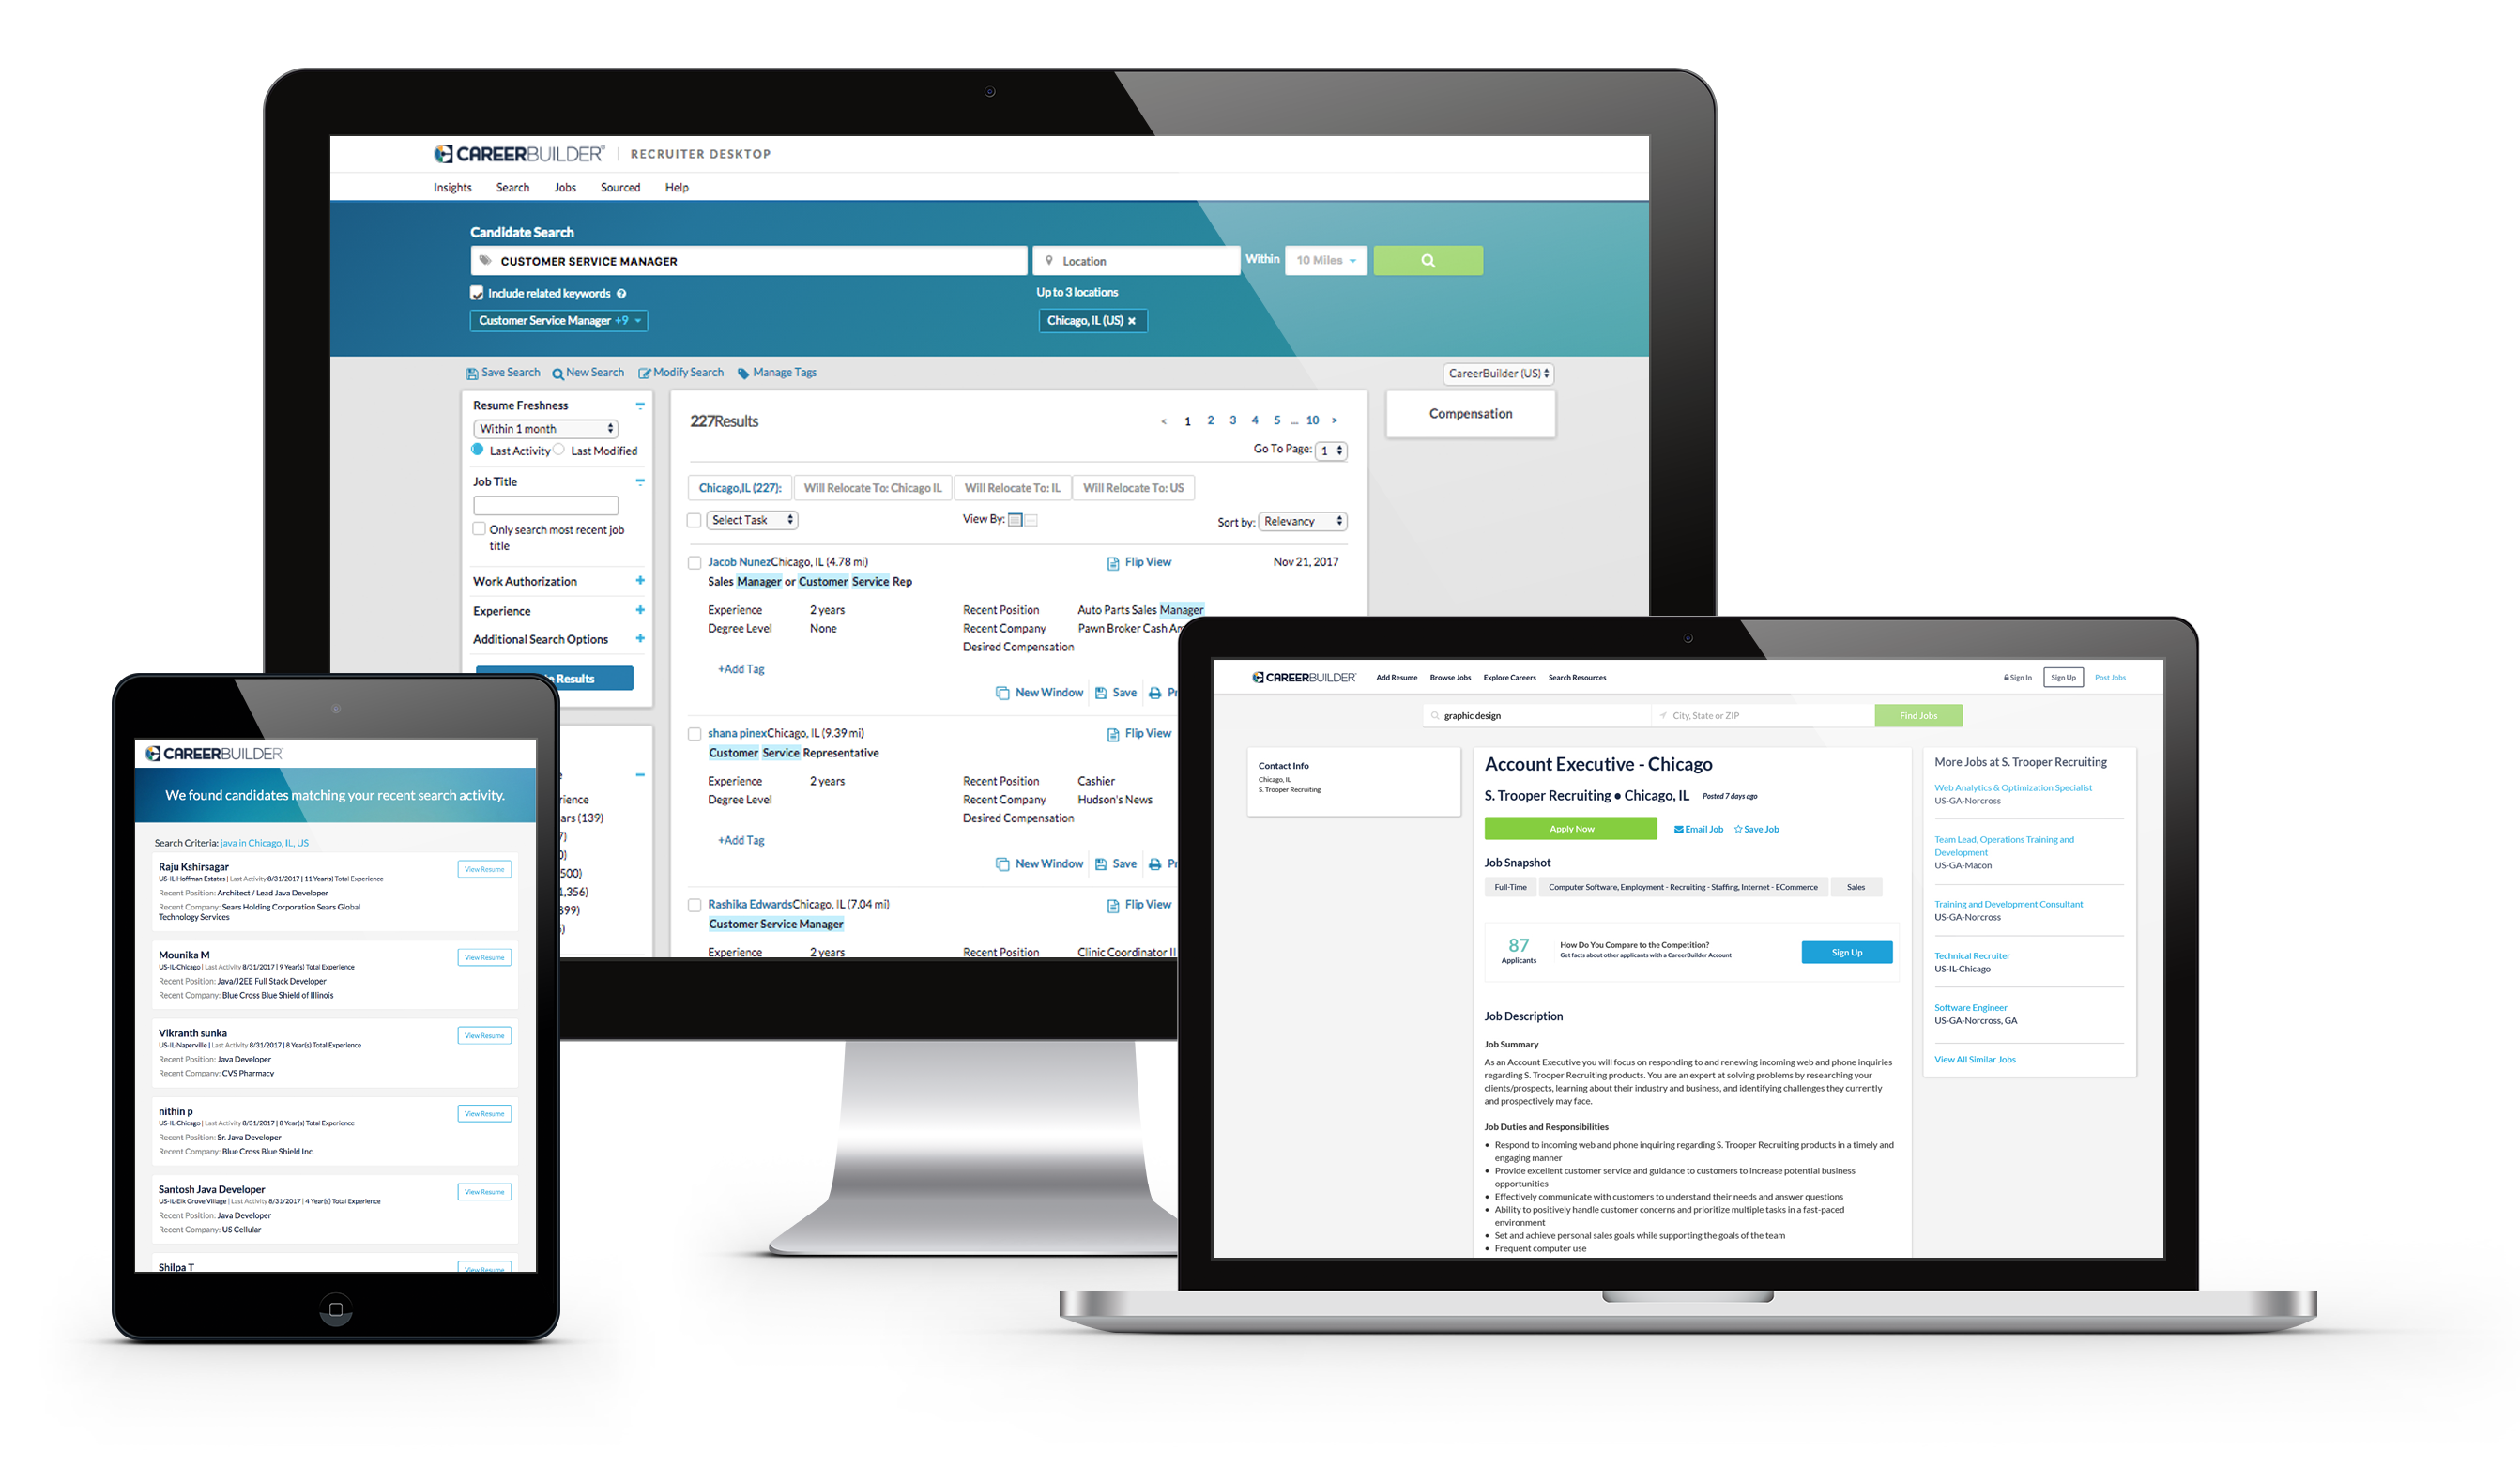 CAREERBUILDER® | RECRUITER DESKTOP
Insights Search Jobs Sourced Help
Candidate Search
CUSTOMER SERVICE MANAGER Location Within 10 Miles
Include related keywords Up to 3 locations
Customer Service Manager +9 Chicago, IL (US) ×
Save Search New Search Modify Search Manage Tags CareerBuilder (US)
Resume Freshness
Within 1 month
Last Activity Last Modified
Job Title
Only search most recent job
title
Work Authorization +
Experience +
Additional Search Options +
Results
(139)
500)
1,356)
399)
227Results < 1 2 3 4 5 ... 10 >
Go To Page: 1
Chicago,IL (227): Will Relocate To: Chicago IL Will Relocate To: IL Will Relocate To: US
Select Task View By: Sort by: Relevancy
Jacob NunezChicago, IL (4.78 mi) Flip View Nov 21, 2017
Sales Manager or Customer Service Rep
Experience 2 years Recent Position Auto Parts Sales Manager
Degree Level None Recent Company Pawn Broker Cash Am
Desired Compensation
+Add Tag
New Window Save Pr
shana pinexChicago, IL (9.39 mi) Flip View
Customer Service Representative
Experience 2 years Recent Position Cashier
Degree Level Recent Company Hudson's News
Desired Compensation
+Add Tag
New Window Save Pr
Rashika EdwardsChicago, IL (7.04 mi) Flip View
Customer Service Manager
Experience 2 years Recent Position Clinic Coordinator II
Compensation
CAREERBUILDER
We found candidates matching your recent search activity.
Search Criteria: java in Chicago, IL, US
Raju Kshirsagar View Resume
US-IL-Hoffman Estates | Last Activity 8/31/2017 | 11 Year(s) Total Experience
Recent Position: Architect / Lead Java Developer
Recent Company: Sears Holding Corporation Sears Global
Technology Services
Mounika M View Resume
US-IL-Chicago | Last Activity 8/31/2017 | 9 Year(s) Total Experience
Recent Position: Java/J2EE Full Stack Developer
Recent Company: Blue Cross Blue Shield of Illinois
Vikranth sunka View Resume
US-IL-Naperville | Last Activity 8/31/2017 | 8 Year(s) Total Experience
Recent Position: Java Developer
Recent Company: CVS Pharmacy
nithin p View Resume
US-IL-Chicago | Last Activity 8/31/2017 | 8 Year(s) Total Experience
Recent Position: Sr. Java Developer
Recent Company: Blue Cross Blue Shield Inc.
Santosh Java Developer View Resume
US-IL-Elk Grove Village | Last Activity 8/31/2017 | 4 Year(s) Total Experience
Recent Position: Java Developer
Recent Company: US Cellular
Shilpa T View Resume
CAREERBUILDER Add Resume Browse Jobs Explore Careers Search Resources Sign In Sign Up Post Jobs
graphic design City, State or ZIP Find Jobs
Contact Info
Chicago, IL
S. Trooper Recruiting
Account Executive - Chicago
S. Trooper Recruiting • Chicago, IL Posted 7 days ago
Apply Now Email Job Save Job
Job Snapshot
Full-Time Computer Software, Employment - Recruiting - Staffing, Internet - ECommerce Sales
87 How Do You Compare to the Competition? Sign Up
Applicants Get facts about other applicants with a CareerBuilder Account
Job Description
Job Summary
As an Account Executive you will focus on responding to and renewing incoming web and phone inquiries
regarding S. Trooper Recruiting products. You are an expert at solving problems by researching your
clients/prospects, learning about their industry and business, and identifying challenges they currently
and prospectively may face.
Job Duties and Responsibilities
• Respond to incoming web and phone inquiring regarding S. Trooper Recruiting products in a timely and
engaging manner
• Provide excellent customer service and guidance to customers to increase potential business
opportunities
• Effectively communicate with customers to understand their needs and answer questions
• Ability to positively handle customer concerns and prioritize multiple tasks in a fast-paced
environment
• Set and achieve personal sales goals while supporting the goals of the team
• Frequent computer use
More Jobs at S. Trooper Recruiting
Web Analytics & Optimization Specialist
US-GA-Norcross
Team Lead, Operations Training and
Development
US-GA-Macon
Training and Development Consultant
US-GA-Norcross
Technical Recruiter
US-IL-Chicago
Software Engineer
US-GA-Norcross, GA
View All Similar Jobs